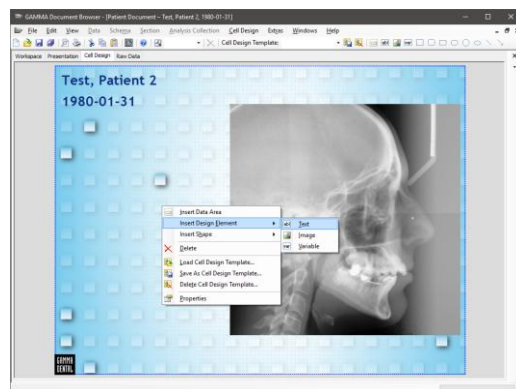 GAMMA Document Browser - [Patient Document - Test, Patient 2, 1980-01-31]
File Edit View Data Schema Section Analysis Collection Cell Design Extras Windows Help
Cell Design Template:
Workspace Presentation Cell Design Raw Data
Test, Patient 2
1980-01-31
Insert Data Area
Insert Design Element
Insert Shape
Delete
Load Cell Design Template...
Save As Cell Design Template...
Delete Cell Design Template...
Properties
Text
Image
Variable
GAMMA
DENTAL